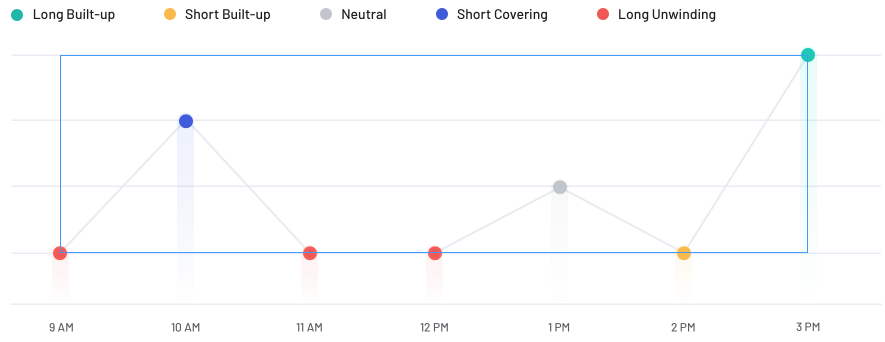 Long Built-up Short Built-up Neutral Short Covering Long Unwinding
9 AM 10 AM 11 AM 12 PM 1 PM 2 PM 3 PM